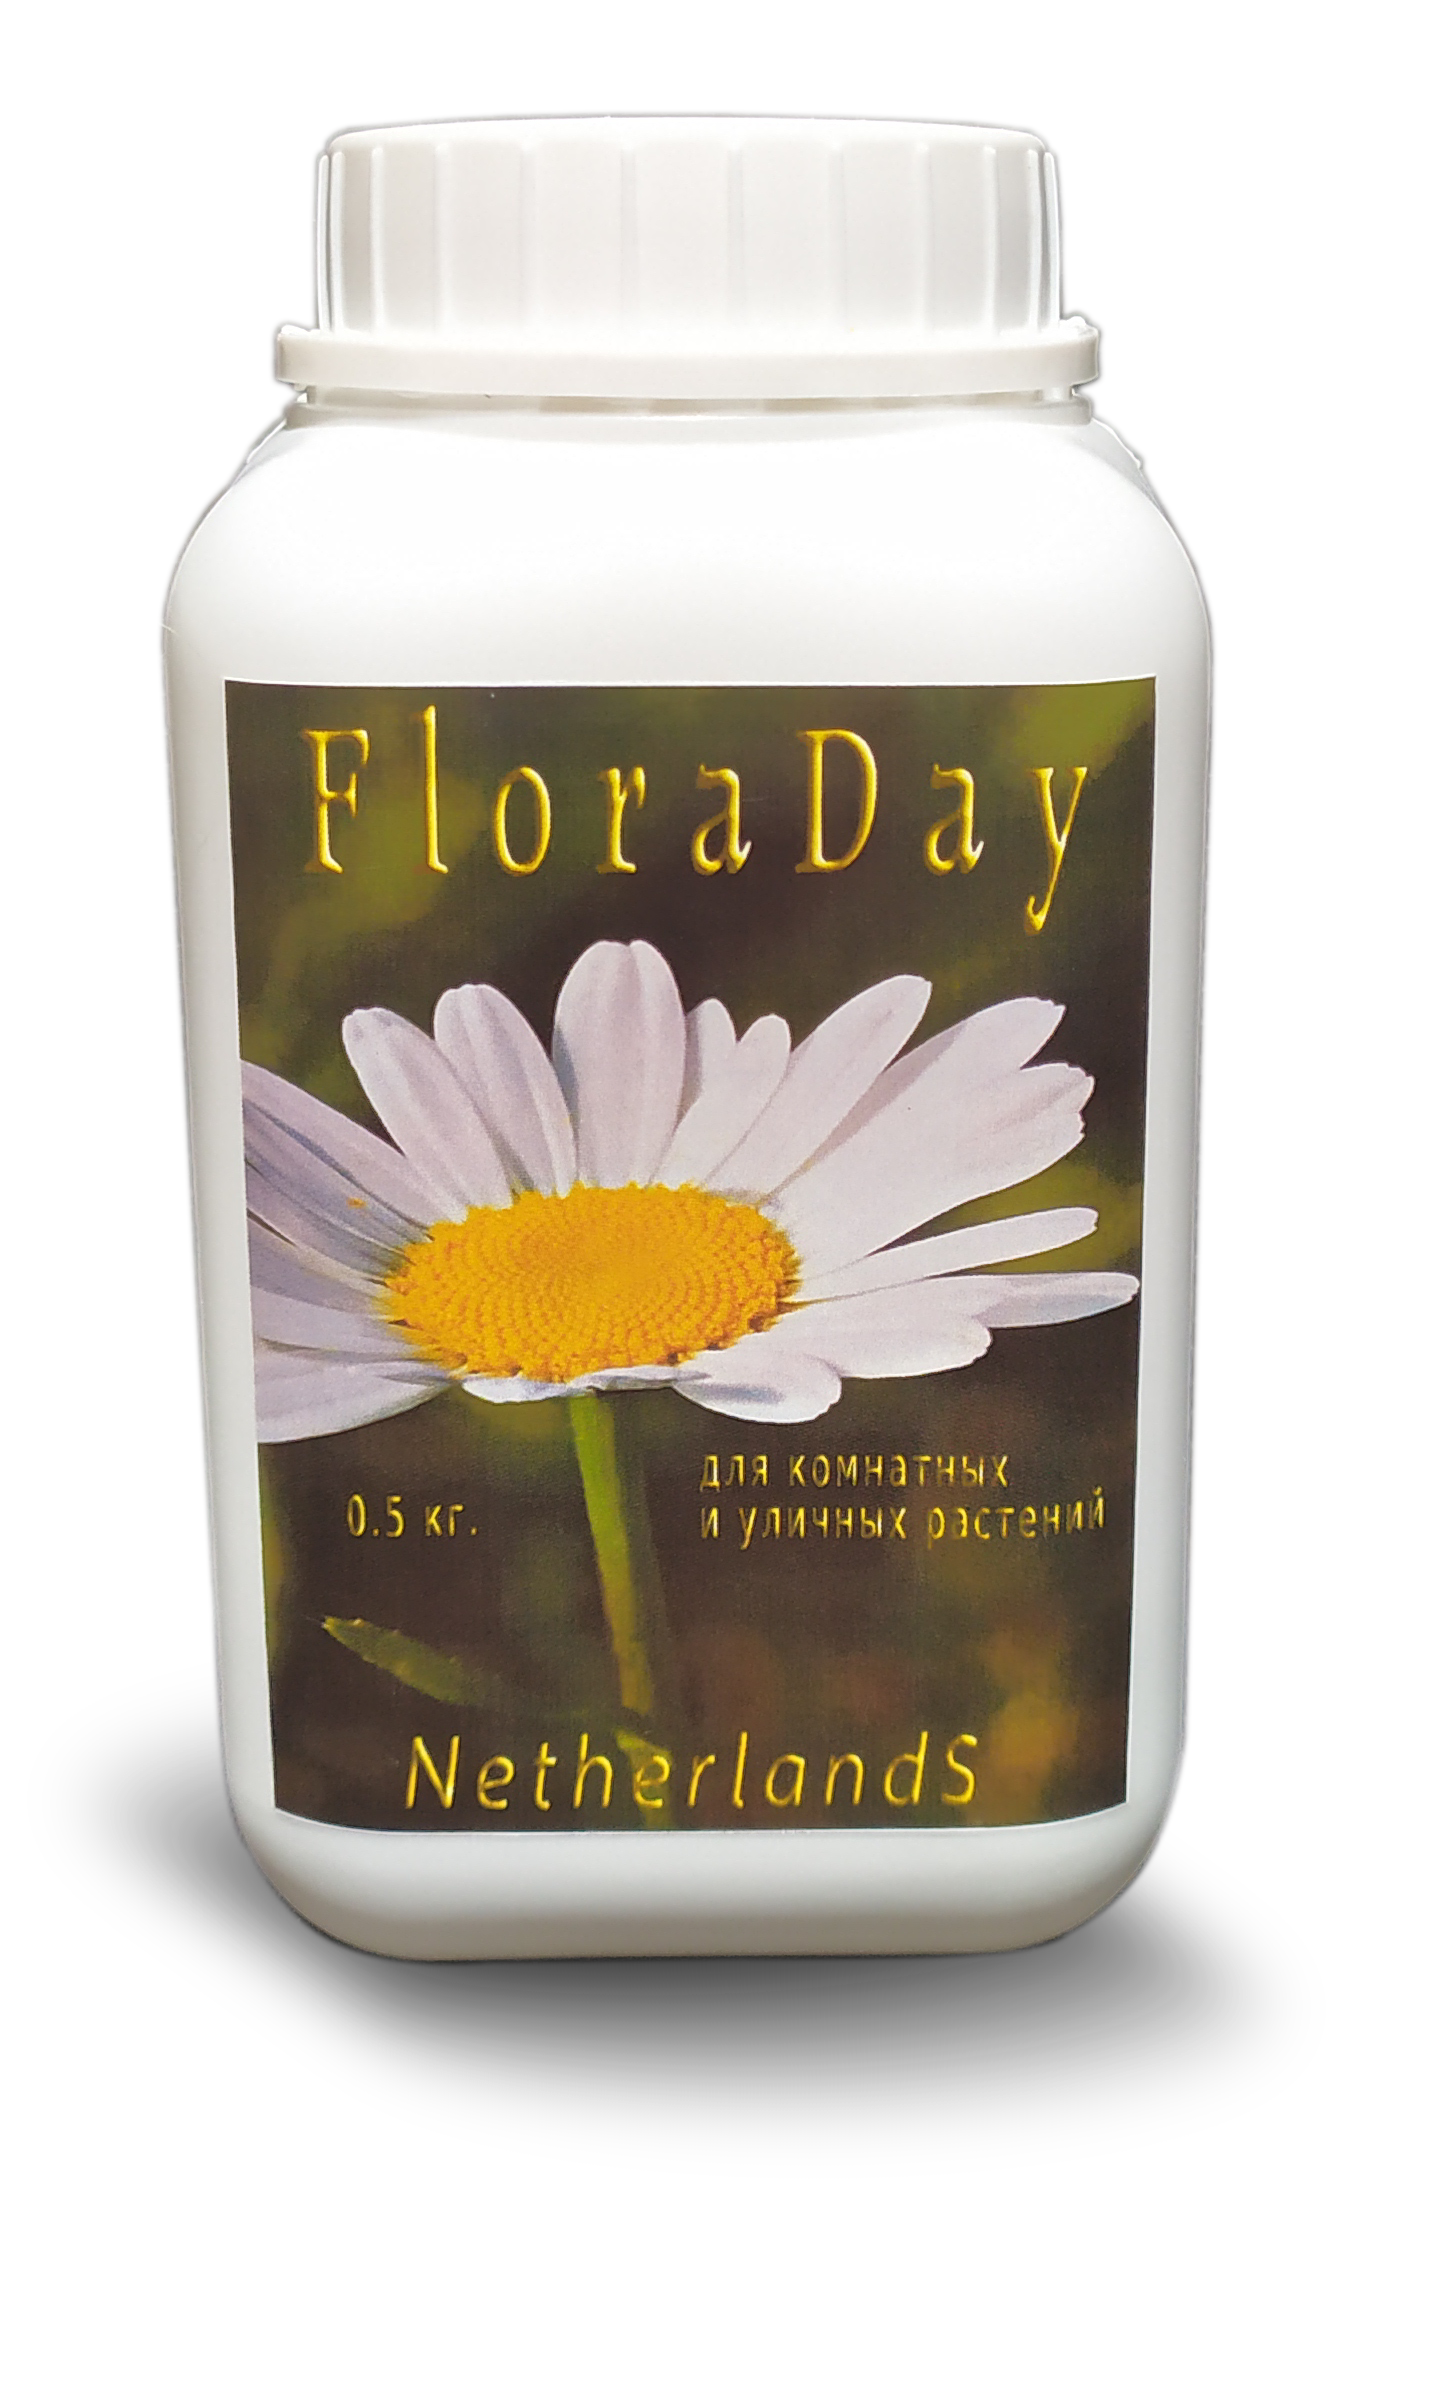 FloraDay
0.5 кг.
для комнатных
и уличных растений
NetherlandS